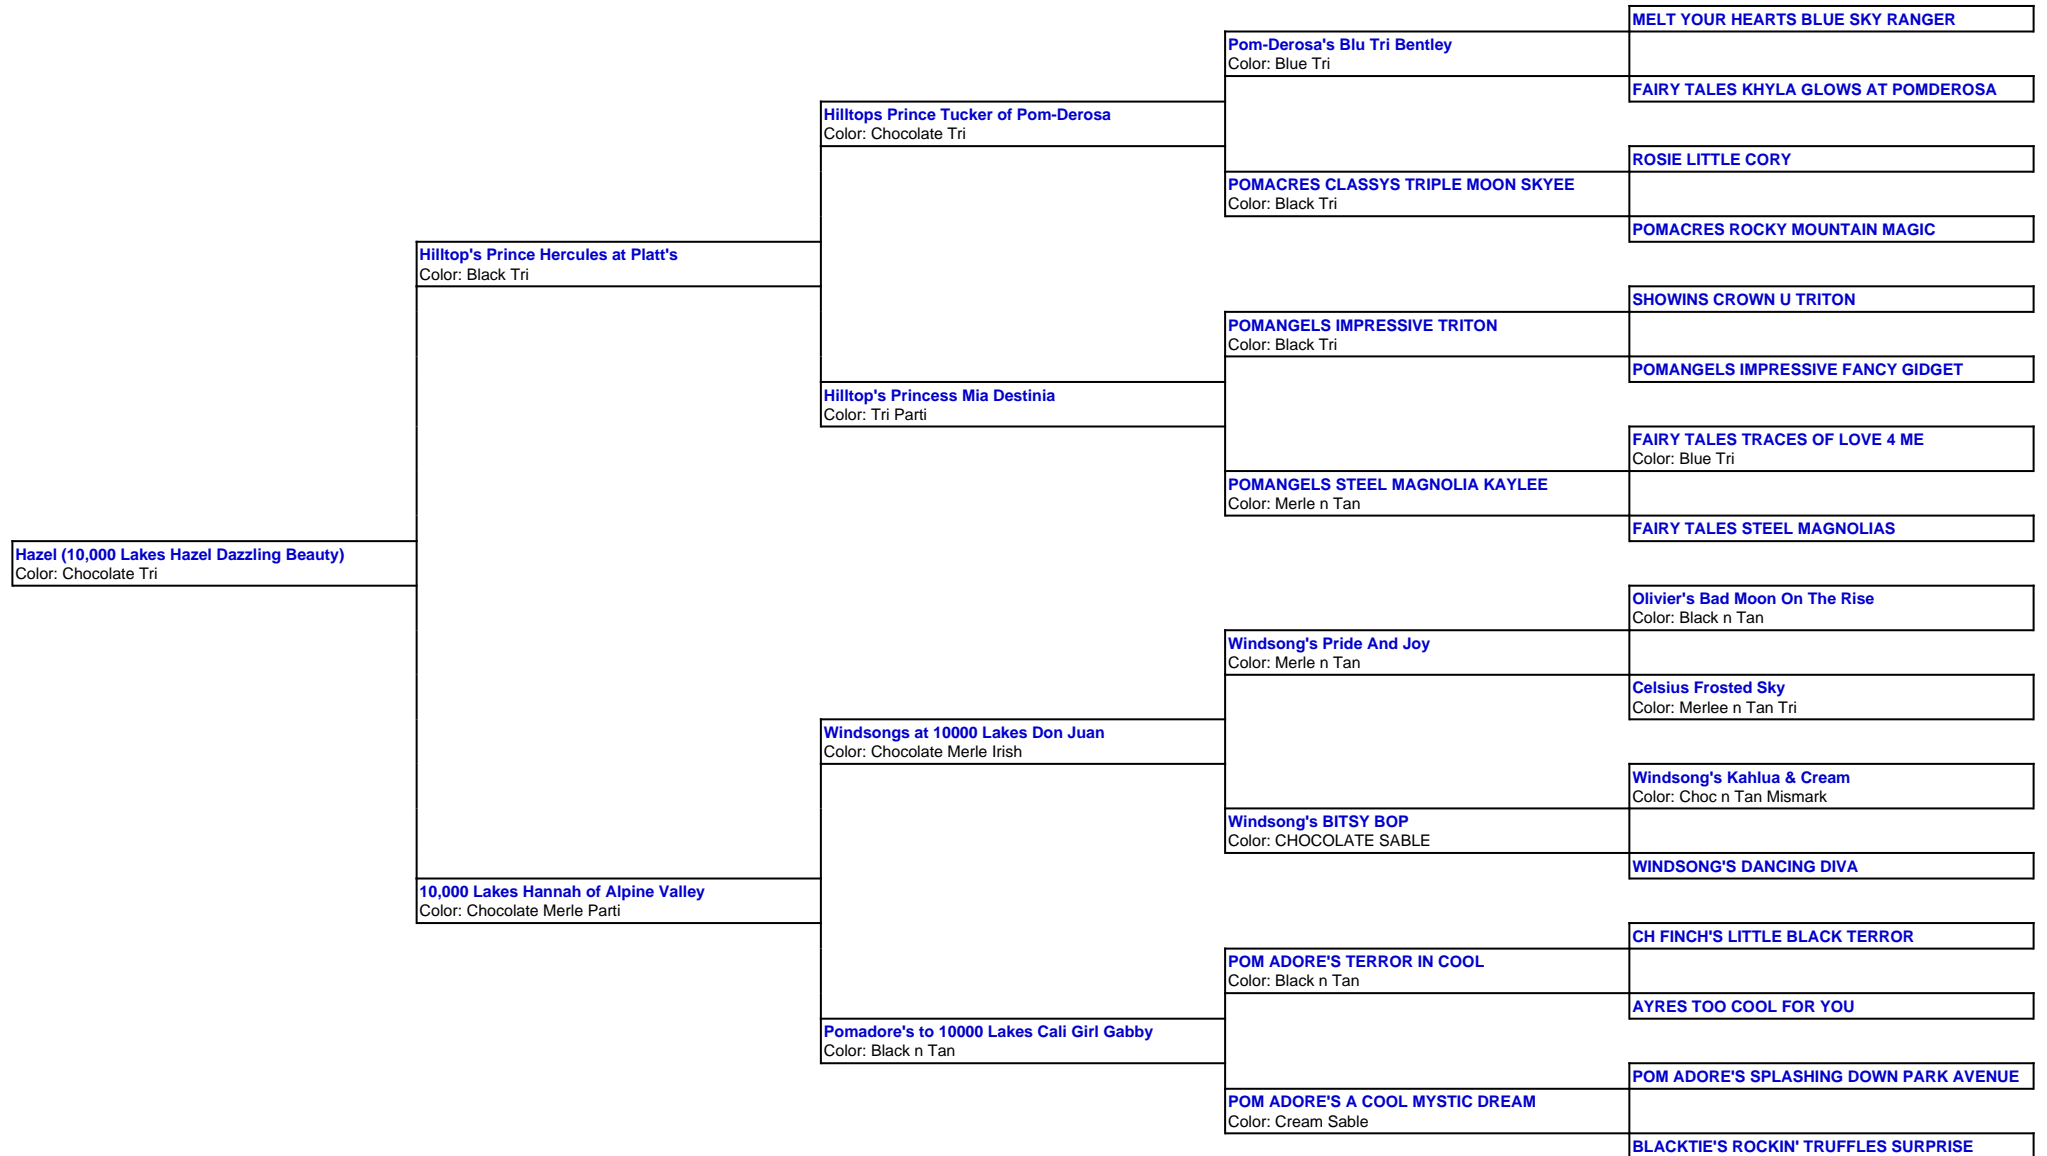 MELT YOUR HEARTS BLUE SKY RANGER
Pom-Derosa's Blu Tri Bentley
Color: Blue Tri
FAIRY TALES KHYLA GLOWS AT POMDEROSA
Hilltops Prince Tucker of Pom-Derosa
Color: Chocolate Tri
ROSIE LITTLE CORY
POMACRES CLASSYS TRIPLE MOON SKYEE
Color: Black Tri
POMACRES ROCKY MOUNTAIN MAGIC
Hilltop's Prince Hercules at Platt's
Color: Black Tri
SHOWINS CROWN U TRITON
POMANGELS IMPRESSIVE TRITON
Color: Black Tri
POMANGELS IMPRESSIVE FANCY GIDGET
Hilltop's Princess Mia Destinia
Color: Tri Parti
FAIRY TALES TRACES OF LOVE 4 ME
Color: Blue Tri
POMANGELS STEEL MAGNOLIA KAYLEE
Color: Merle n Tan
FAIRY TALES STEEL MAGNOLIAS
Hazel (10,000 Lakes Hazel Dazzling Beauty)
Color: Chocolate Tri
Olivier's Bad Moon On The Rise
Color: Black n Tan
Windsong's Pride And Joy
Color: Merle n Tan
Celsius Frosted Sky
Color: Merlee n Tan Tri
Windsongs at 10000 Lakes Don Juan
Color: Chocolate Merle Irish
Windsong's Kahlua & Cream
Color: Choc n Tan Mismark
Windsong's BITSY BOP
Color: CHOCOLATE SABLE
WINDSONG'S DANCING DIVA
10,000 Lakes Hannah of Alpine Valley
Color: Chocolate Merle Parti
CH FINCH'S LITTLE BLACK TERROR
POM ADORE'S TERROR IN COOL
Color: Black n Tan
AYRES TOO COOL FOR YOU
Pomadore's to 10000 Lakes Cali Girl Gabby
Color: Black n Tan
POM ADORE'S SPLASHING DOWN PARK AVENUE
POM ADORE'S A COOL MYSTIC DREAM
Color: Cream Sable
BLACKTIE'S ROCKIN' TRUFFLES SURPRISE